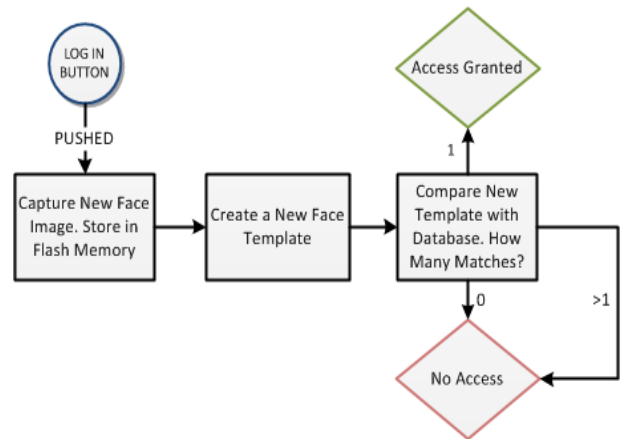 LOG IN
BUTTON
PUSHED
Capture New Face
Image. Store in
Flash Memory
Create a New Face
Template
Compare New
Template with
Database. How
Many Matches?
1
Access Granted
0
>1
No Access